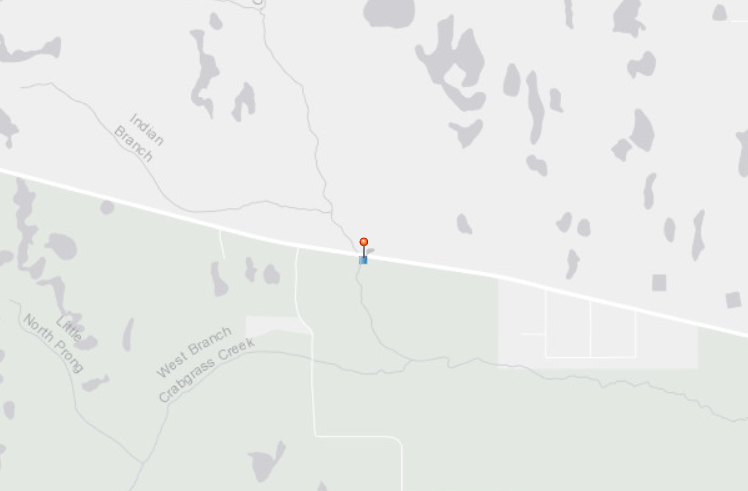 Indian
Branch
Little
North Prong
West Branch
Crabgrass Creek